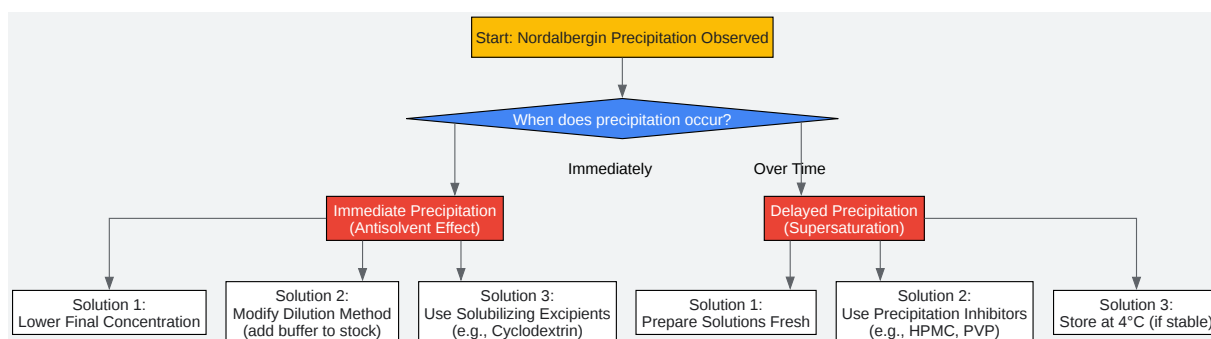 Start: Nordalbergin Precipitation Observed
When does precipitation occur?
Immediately
Over Time
Immediate Precipitation
(Antisolvent Effect)
Delayed Precipitation
(Supersaturation)
Solution 1:
Lower Final Concentration
Solution 2:
Modify Dilution Method
(add buffer to stock)
Solution 3:
Use Solubilizing Excipients
(e.g., Cyclodextrin)
Solution 1:
Prepare Solutions Fresh
Solution 2:
Use Precipitation Inhibitors
(e.g., HPMC, PVP)
Solution 3:
Store at 4°C (if stable)